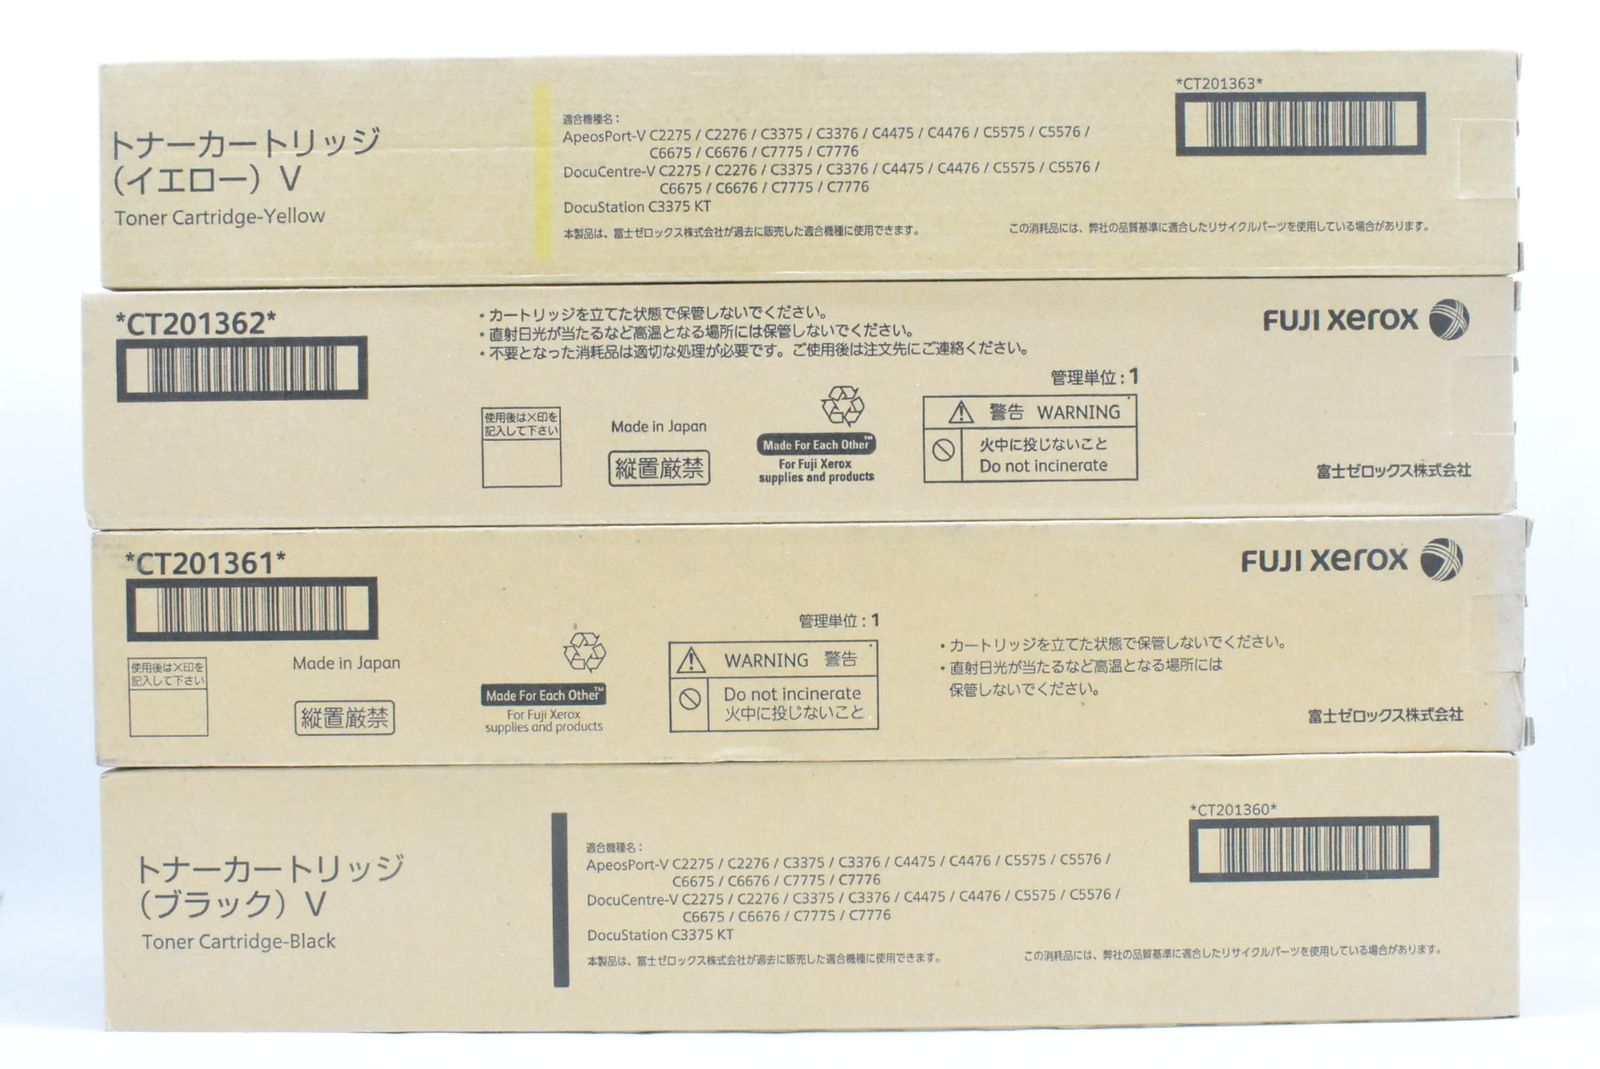 トナーカートリッジ
（イエロー）V
Toner Cartridge-Yellow
適合機種名：
ApeosPort-V C2275 / C2276 / C3375 / C3376 / C4475 / C4476 / C5575 / C5576 /
C6675 / C6676 / C7775 / C7776
DocuCentre-V C2275 / C2276 / C3375 / C3376 / C4475 / C4476 / C5575 / C5576 /
C6675 / C6676 / C7775 / C7776
DocuStation C3375 KT
本製品は、富士ゼロックス株式会社が過去に販売した適合機種に使用できます。
*CT201363*
この消耗品には、弊社の品質基準に適合したリサイクルパーツを使用している場合があります。
*CT201362*
・カートリッジを立てた状態で保管しないでください。
・直射日光が当たるなど高温となる場所には保管しないでください。
・不要となった消耗品は適切な処理が必要です。ご使用後は注文先にご連絡ください。
使用後は×印を
記入して下さい
Made in Japan
縦置厳禁
Made For Each Other™
For Fuji Xerox
supplies and products
管理単位：1
警告 WARNING
火中に投じないこと
Do not incinerate
FUJI xerox
富士ゼロックス株式会社
*CT201361*
使用後は×印を
記入して下さい
Made in Japan
縦置厳禁
Made For Each Other™
For Fuji Xerox
supplies and products
管理単位：1
WARNING 警告
Do not incinerate
火中に投じないこと
・カートリッジを立てた状態で保管しないでください。
・直射日光が当たるなど高温となる場所には
保管しないでください。
FUJI xerox
富士ゼロックス株式会社
トナーカートリッジ
（ブラック）V
Toner Cartridge-Black
適合機種名：
ApeosPort-V C2275 / C2276 / C3375 / C3376 / C4475 / C4476 / C5575 / C5576 /
C6675 / C6676 / C7775 / C7776
DocuCentre-V C2275 / C2276 / C3375 / C3376 / C4475 / C4476 / C5575 / C5576 /
C6675 / C6676 / C7775 / C7776
DocuStation C3375 KT
本製品は、富士ゼロックス株式会社が過去に販売した適合機種に使用できます。
*CT201360*
この消耗品には、弊社の品質基準に適合したリサイクルパーツを使用している場合があります。